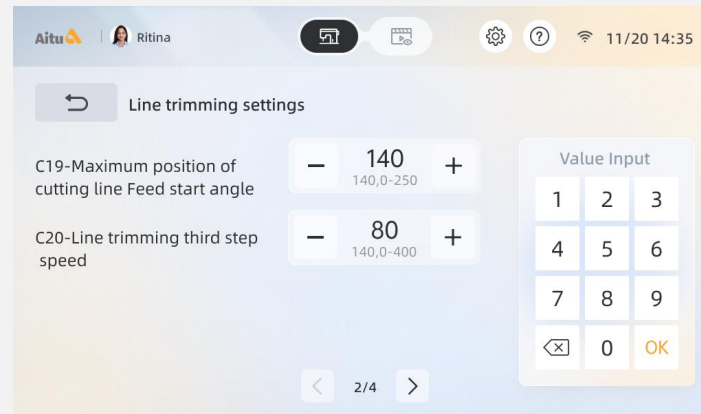 Aitu
Ritina
11/20 14:35
Line trimming settings
C19-Maximum position of
cutting line Feed start angle
140
140,0-250
C20-Line trimming third step
speed
80
140,0-400
Value Input
1 2 3
4 5 6
7 8 9
0 OK
2/4